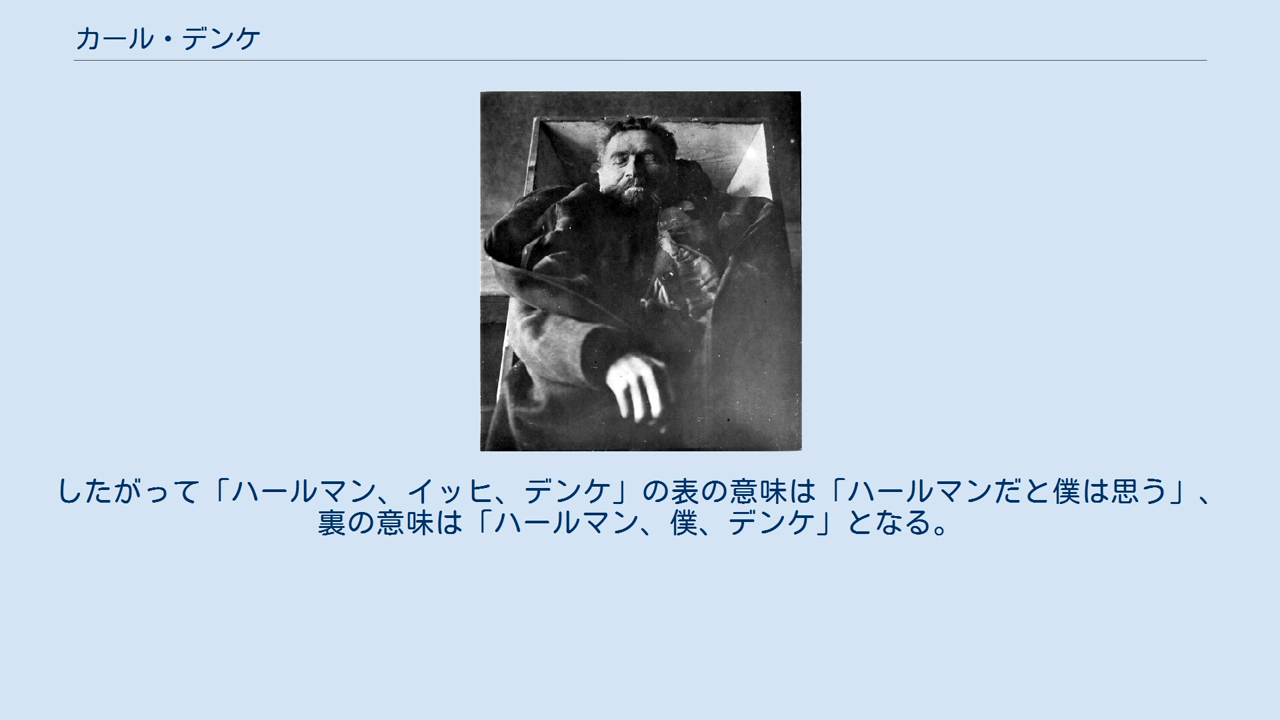 カール・デンケ
したがって「ハールマン、イッヒ、デンケ」の表の意味は「ハールマンだと僕は思う」、
裏の意味は「ハールマン、僕、デンケ」となる。